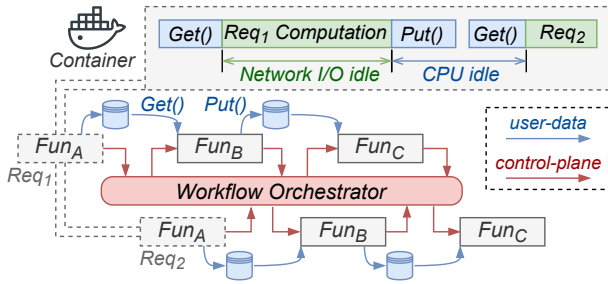 Container
Get() Req1 Computation Put() Get() Req2
Network I/O idle CPU idle
Get() Put()
user-data
control-plane
FunA FunB FunC
Req1
Workflow Orchestrator
FunA FunB FunC
Req2